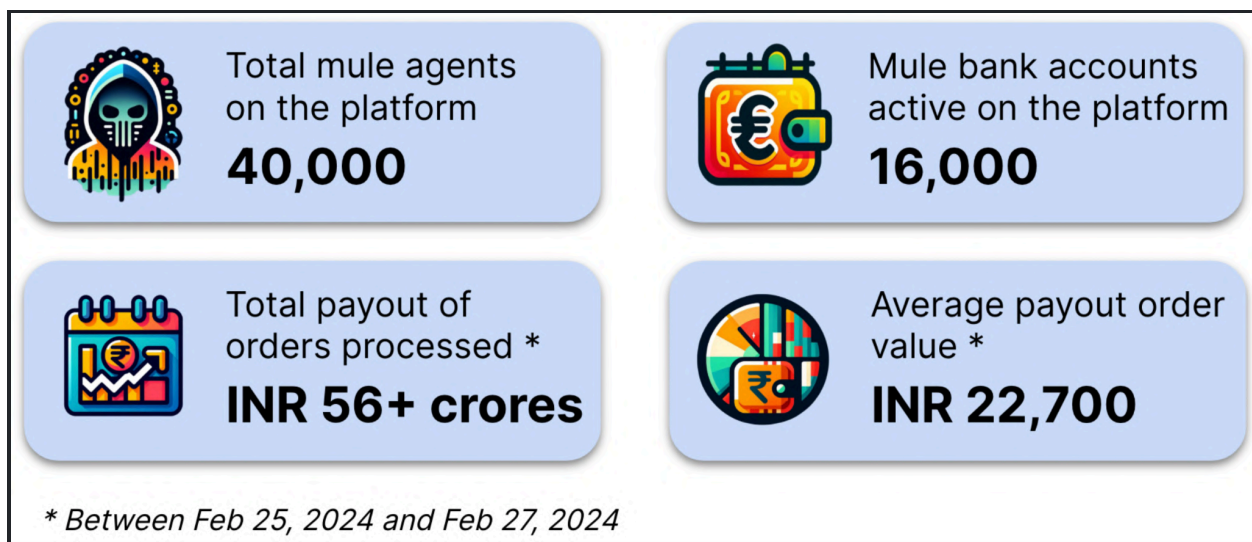 Total mule agents
on the platform
40,000
Mule bank accounts
active on the platform
16,000
Total payout of
orders processed *
INR 56+ crores
Average payout order
value *
INR 22,700
* Between Feb 25, 2024 and Feb 27, 2024